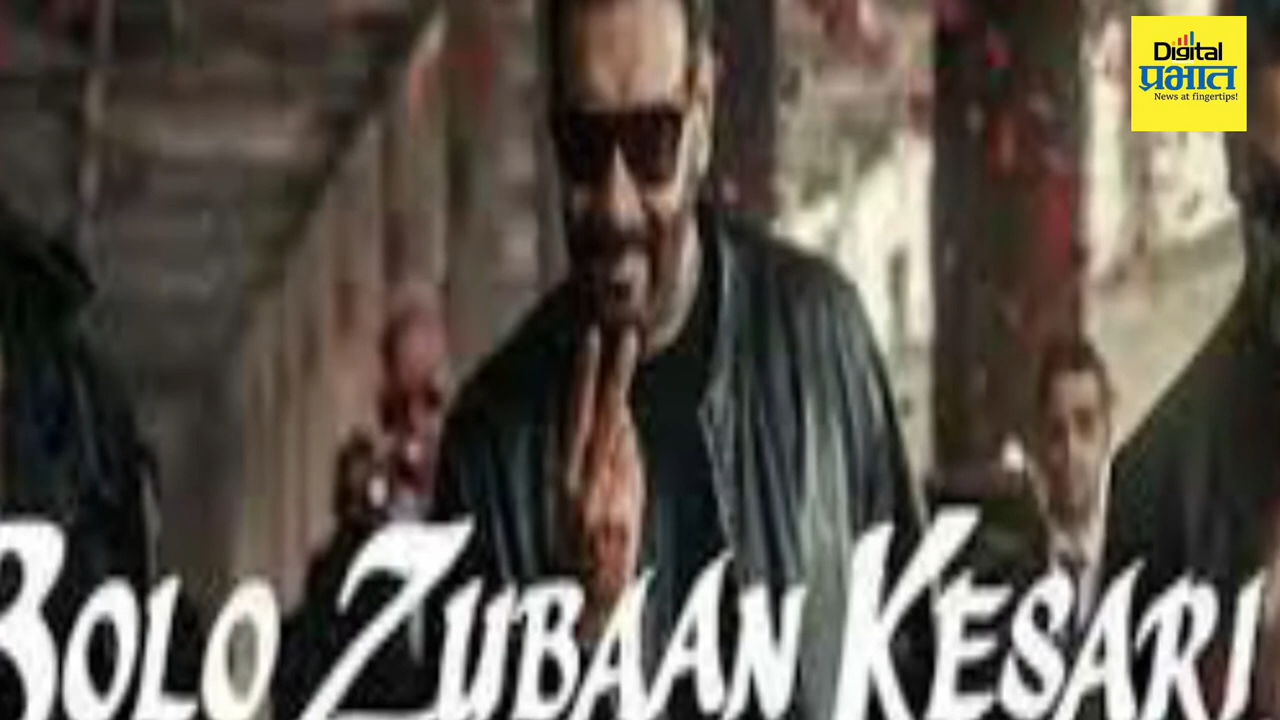 Digital
प्रभात
News at fingertips!
BOLO ZUBAAN KESARI